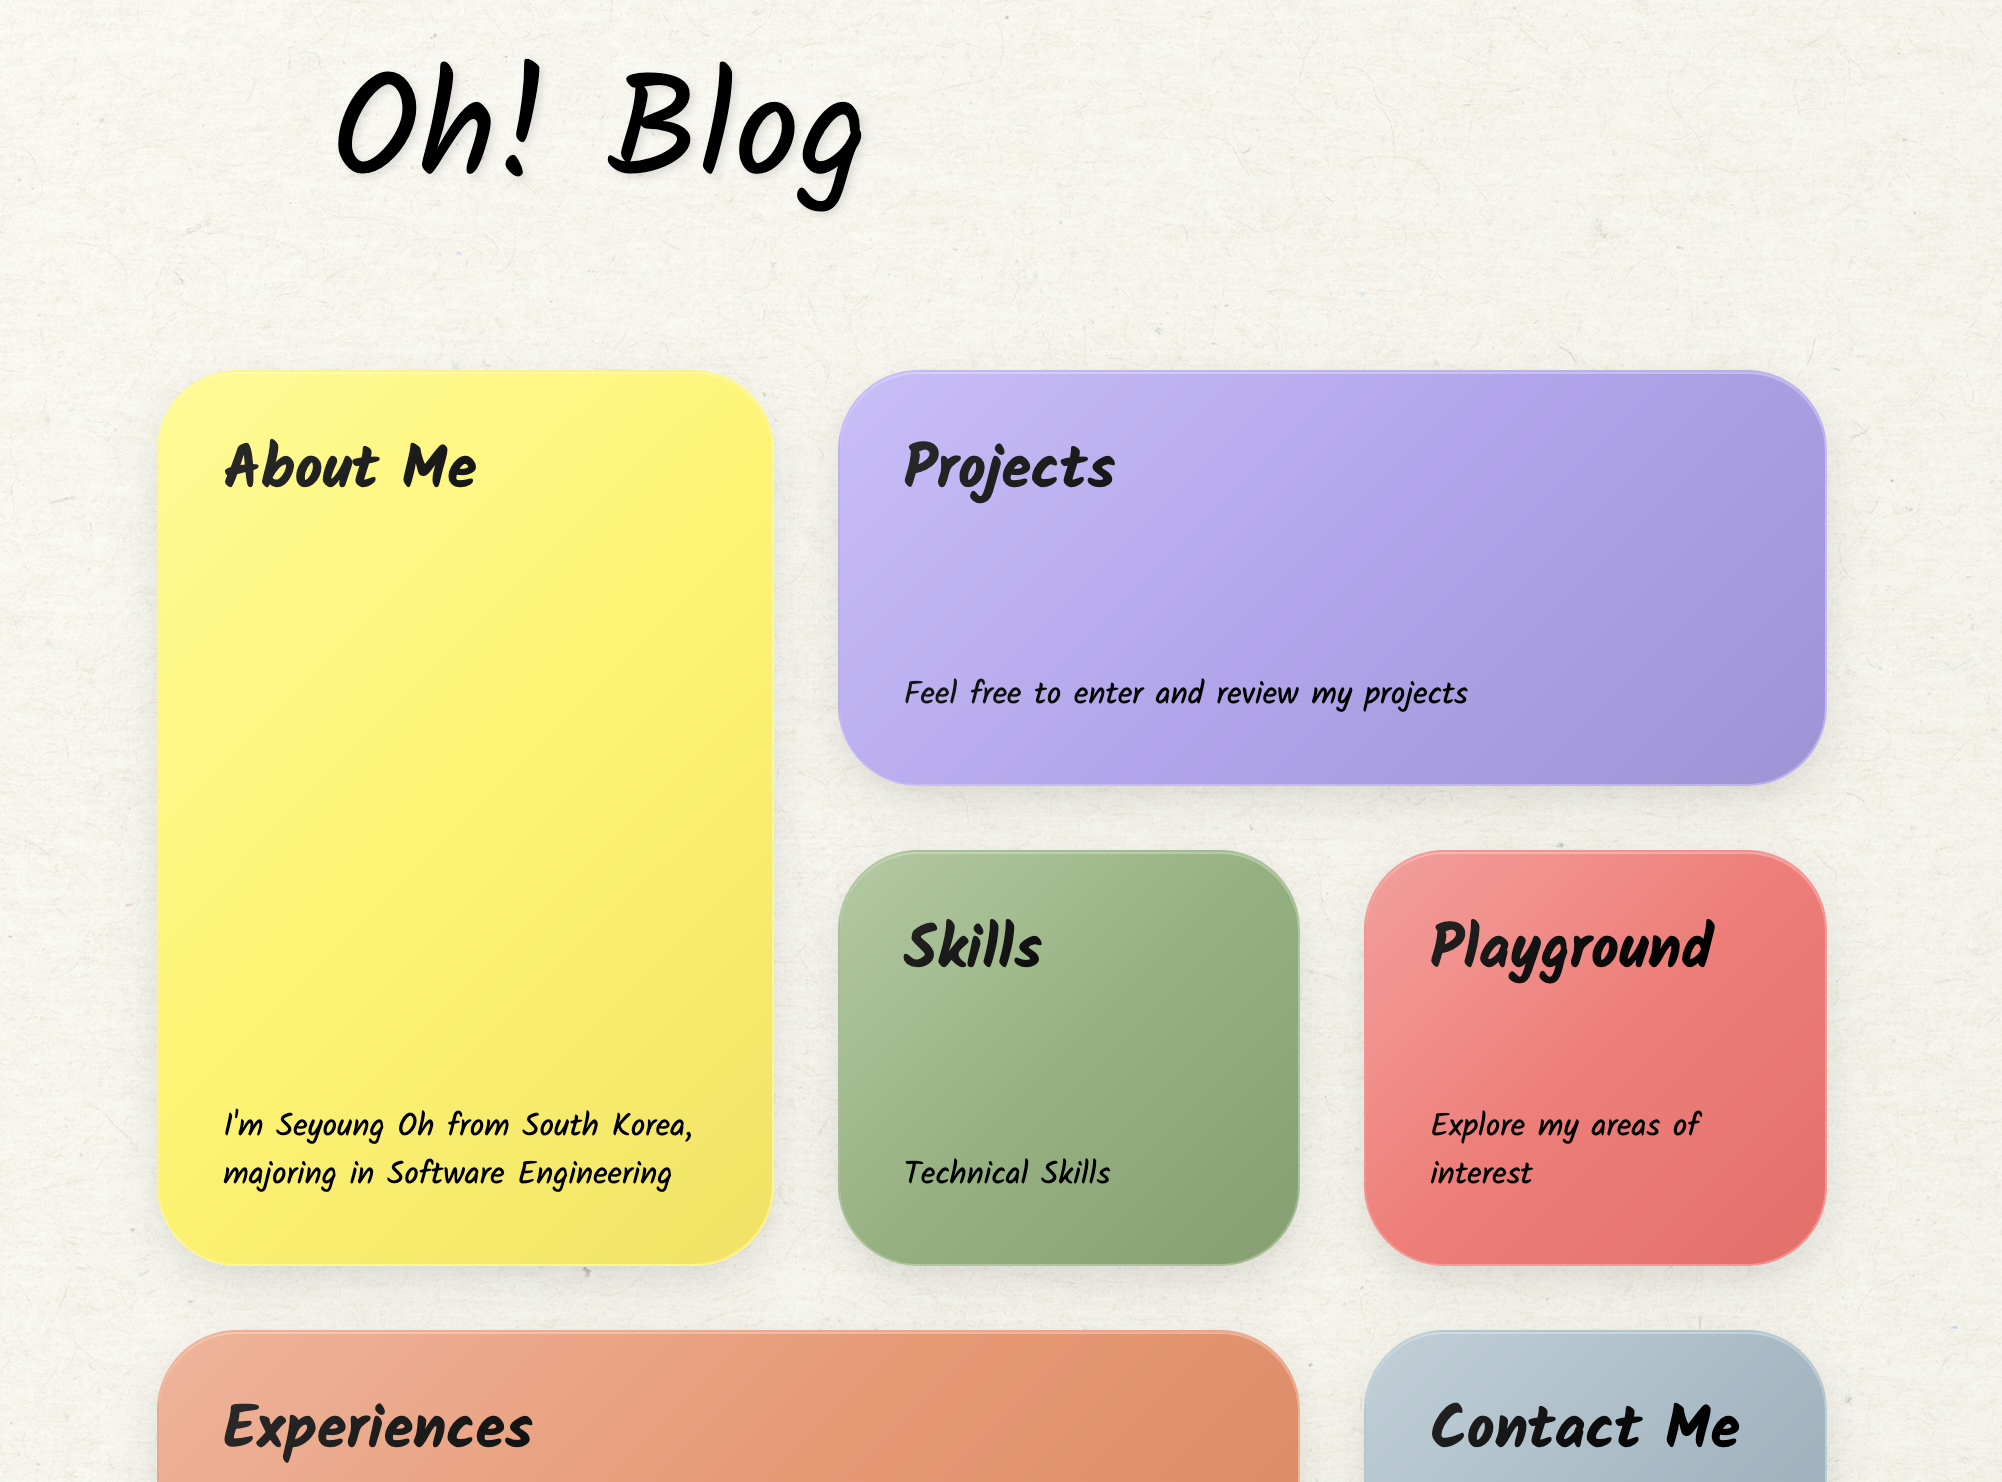 Oh! Blog
About Me
I'm Seyoung Oh from South Korea,
majoring in Software Engineering
Projects
Feel free to enter and review my projects
Skills
Technical Skills
Playground
Explore my areas of
interest
Experiences
Contact Me